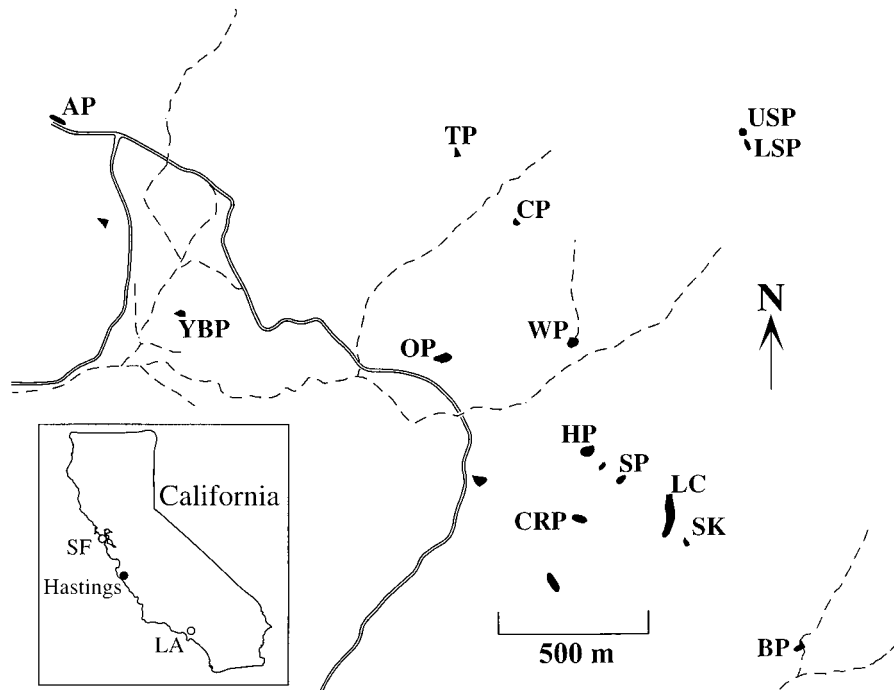 AP
TP
USP
LSP
CP
N
YBP
WP
OP
HP
SP
LC
California
CRP
SK
SF
Hastings
LA
500 m
BP